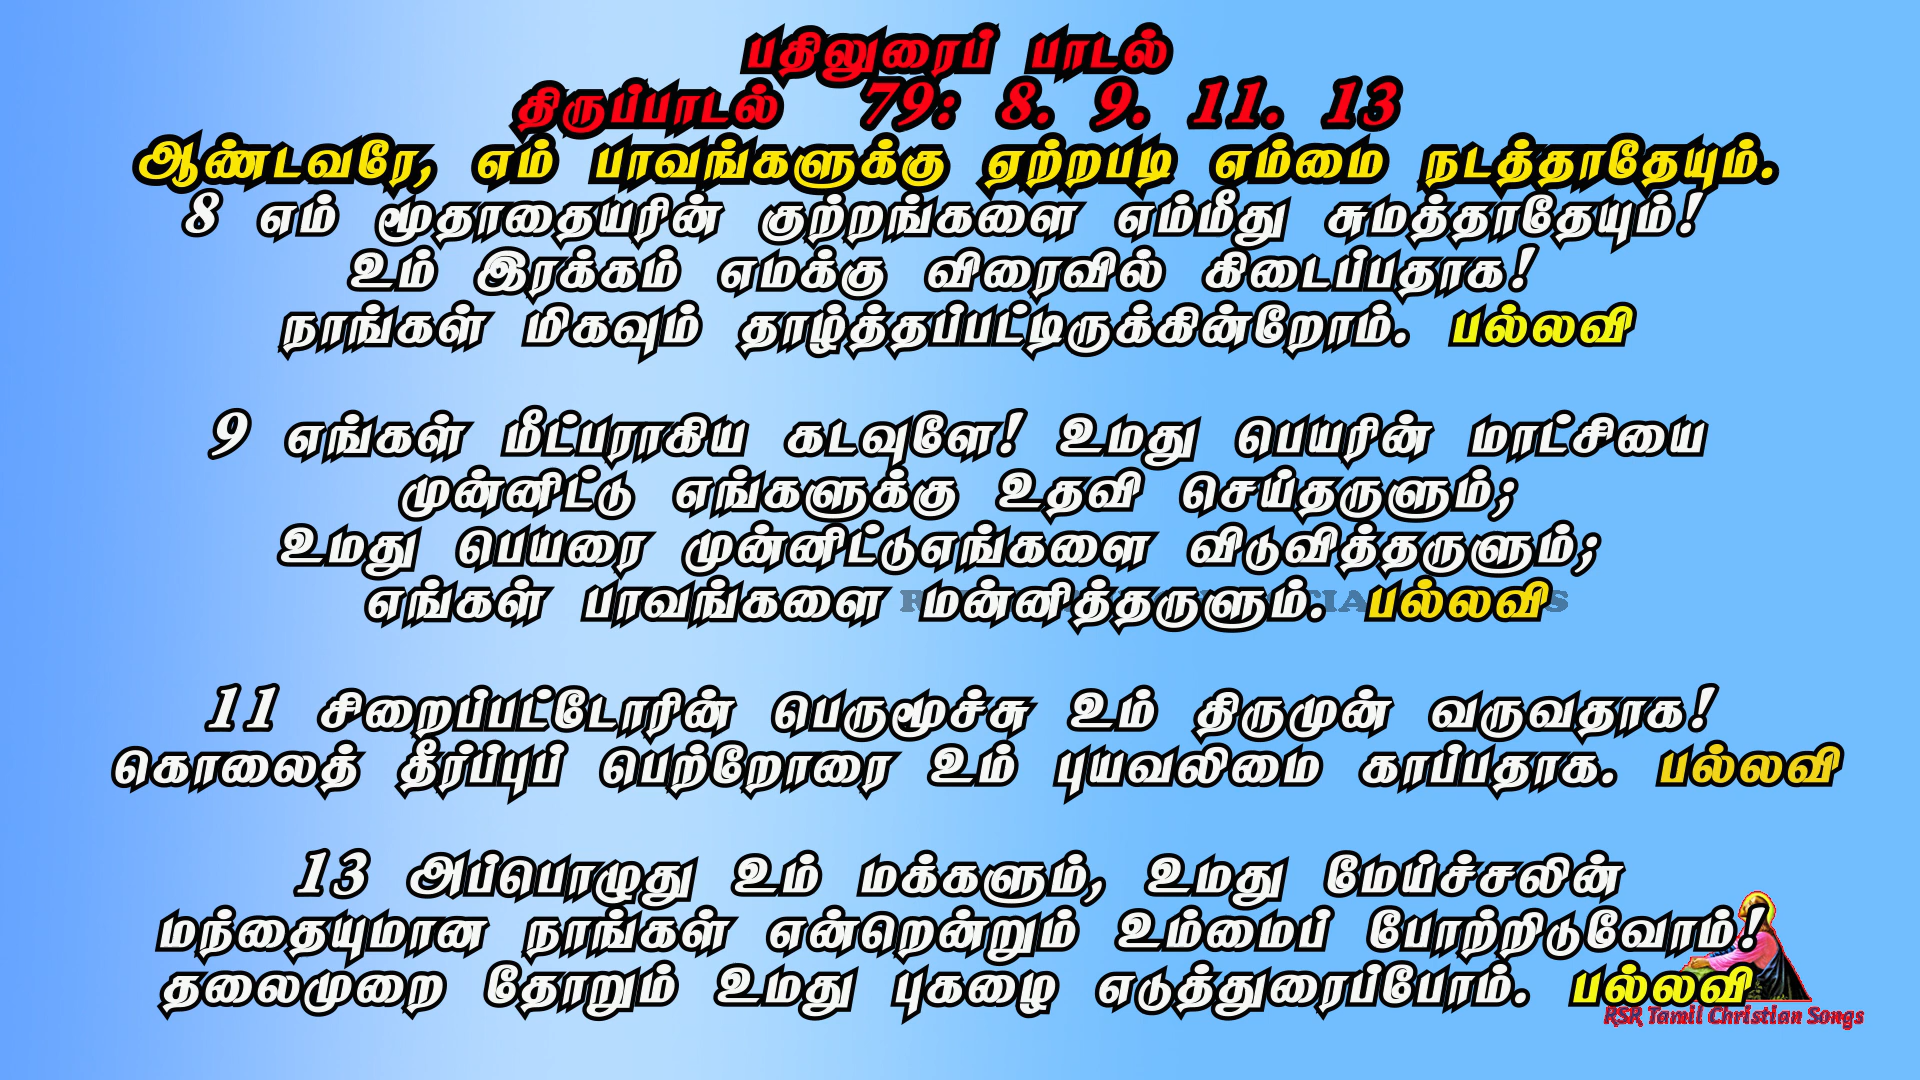 பதிலுரைப் பாடல்
திருப்பாடல் 79: 8. 9. 11. 13
ஆண்டவரே, எம் பாவங்களுக்கு ஏற்றபடி எம்மை நடத்தாதேயும்.
8 எம் மூதாதையரின் குற்றங்களை எம்மீது சுமத்தாதேயும்!
உம் இரக்கம் எமக்கு விரைவில் கிடைப்பதாக!
நாங்கள் மிகவும் தாழ்த்தப்பட்டிருக்கின்றோம். பல்லவி
9 எங்கள் மீட்பராகிய கடவுளே! உமது பெயரின் மாட்சியை
முன்னிட்டு எங்களுக்கு உதவி செய்தருளும்;
உமது பெயரை முன்னிட்டுஎங்களை விடுவித்தருளும்;
எங்கள் பாவங்களை மன்னித்தருளும். பல்லவி
11 சிறைப்பட்டோரின் பெருமூச்சு உம் திருமுன் வருவதாக!
கொலைத் தீர்ப்புப் பெற்றோரை உம் புயவலிமை காப்பதாக. பல்லவி
13 அப்பொழுது உம் மக்களும், உமது மேய்ச்சலின்
மந்தையுமான நாங்கள் என்றென்றும் உம்மைப் போற்றிடுவோம்!
தலைமுறை தோறும் உமது புகழை எடுத்துரைப்போம். பல்லவி
RSR Tamil Christian Songs